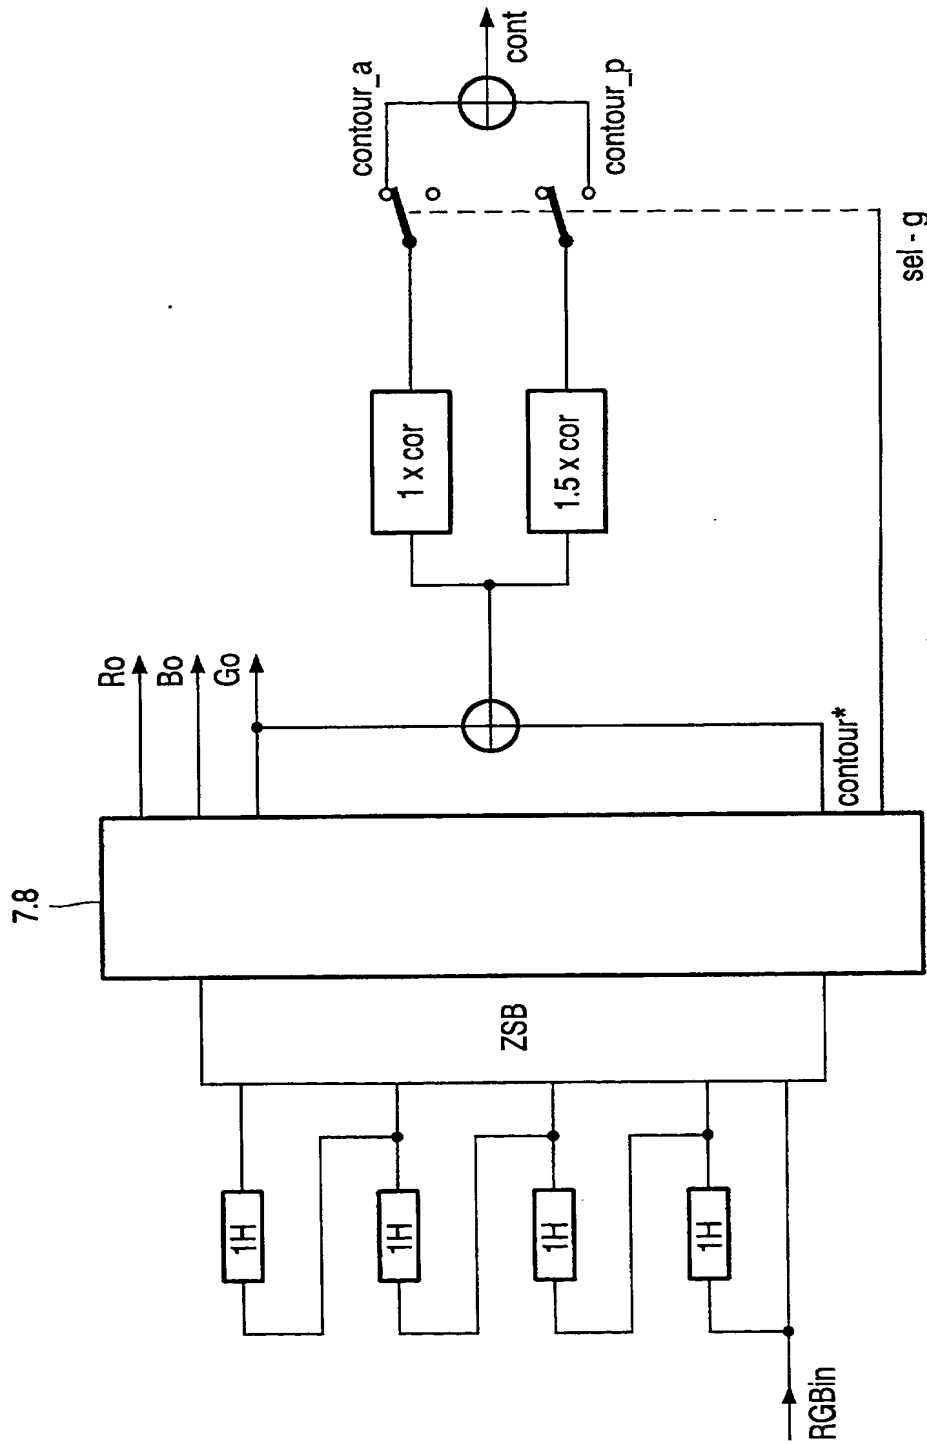 7.8
Ro
Bo
Go
contour_a
cont
contour_p
1 x cor
1.5 x cor
ZSB
1H
1H
1H
1H
contour*
sel - g
RGBin